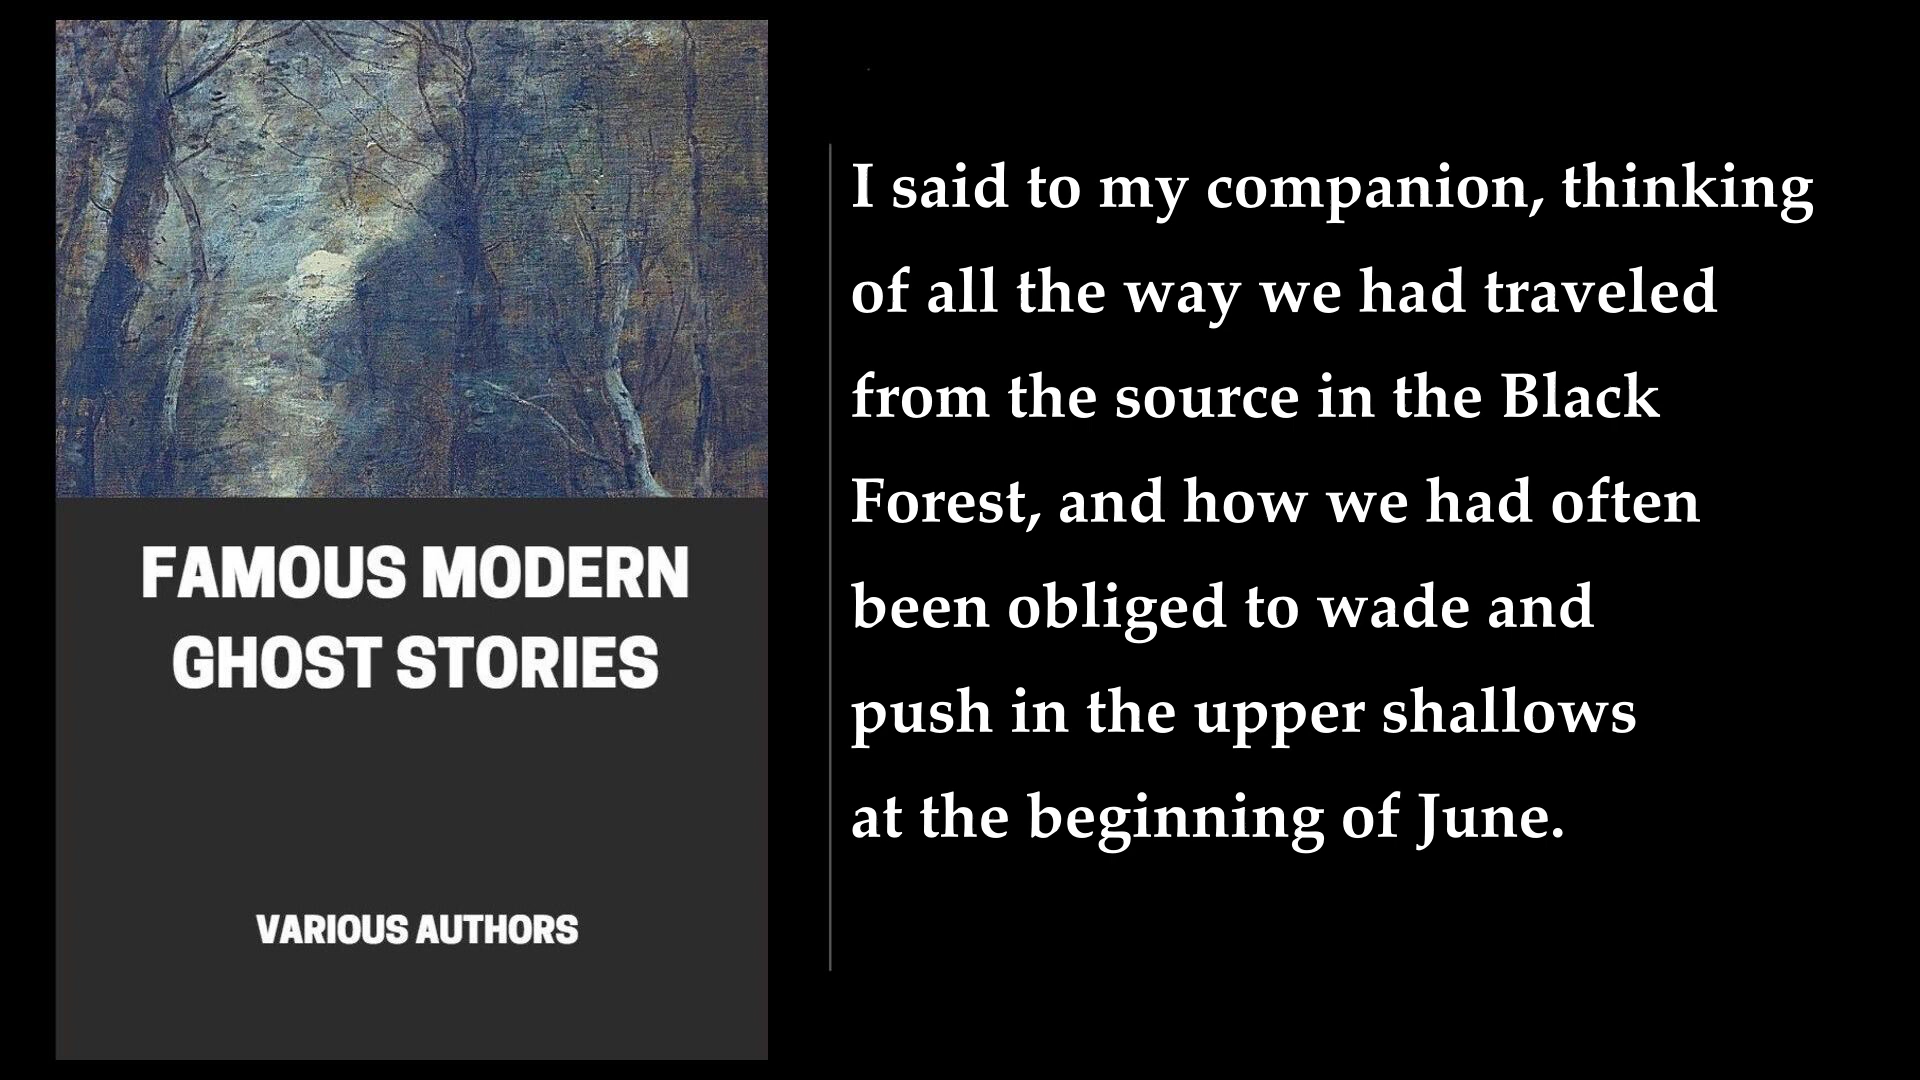 FAMOUS MODERN
GHOST STORIES
VARIOUS AUTHORS
I said to my companion, thinking
of all the way we had traveled
from the source in the Black
Forest, and how we had often
been obliged to wade and
push in the upper shallows
at the beginning of June.